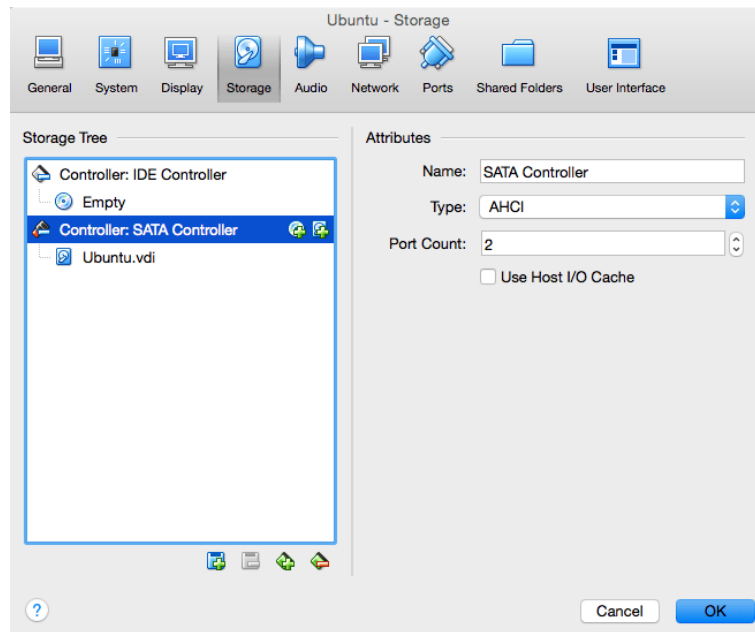 Ubuntu - Storage
General System Display Storage Audio Network Ports Shared Folders User Interface
Storage Tree
Controller: IDE Controller
Empty
Controller: SATA Controller
Ubuntu.vdi
Attributes
Name: SATA Controller
Type: AHCI
Port Count: 2
Use Host I/O Cache
?
Cancel OK